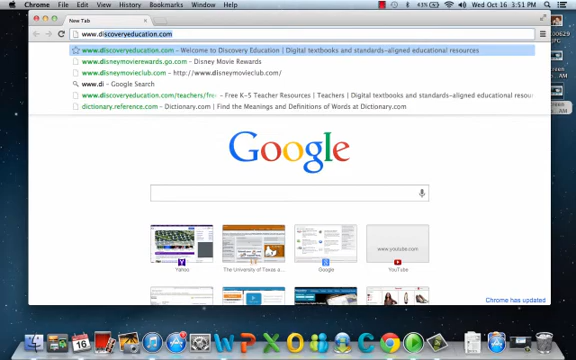 Chrome File Edit View History Bookmarks Window Help 43% Wed Oct 16 3:51 PM
New Tab
www.discoveryeducation.com
www.discoveryeducation.com – Welcome to Discovery Education | Digital textbooks and standards-aligned educational resources
www.disneymovierewards.go.com – Disney Movie Rewards
www.disneymovieclub.com – http://www.disneymovieclub.com/
www.di – Google Search
www.discoveryeducation.com/teachers/fre – Free K-5 Teacher Resources | Teachers | Digital textbooks and standards-aligned educational resou
dictionary.reference.com – Dictionary.com | Find the Meanings and Definitions of Words at Dictionary.com
Google
www.youtube.com
Yahoo
The University of Texas a...
Google
YouTube
Chrome has updated